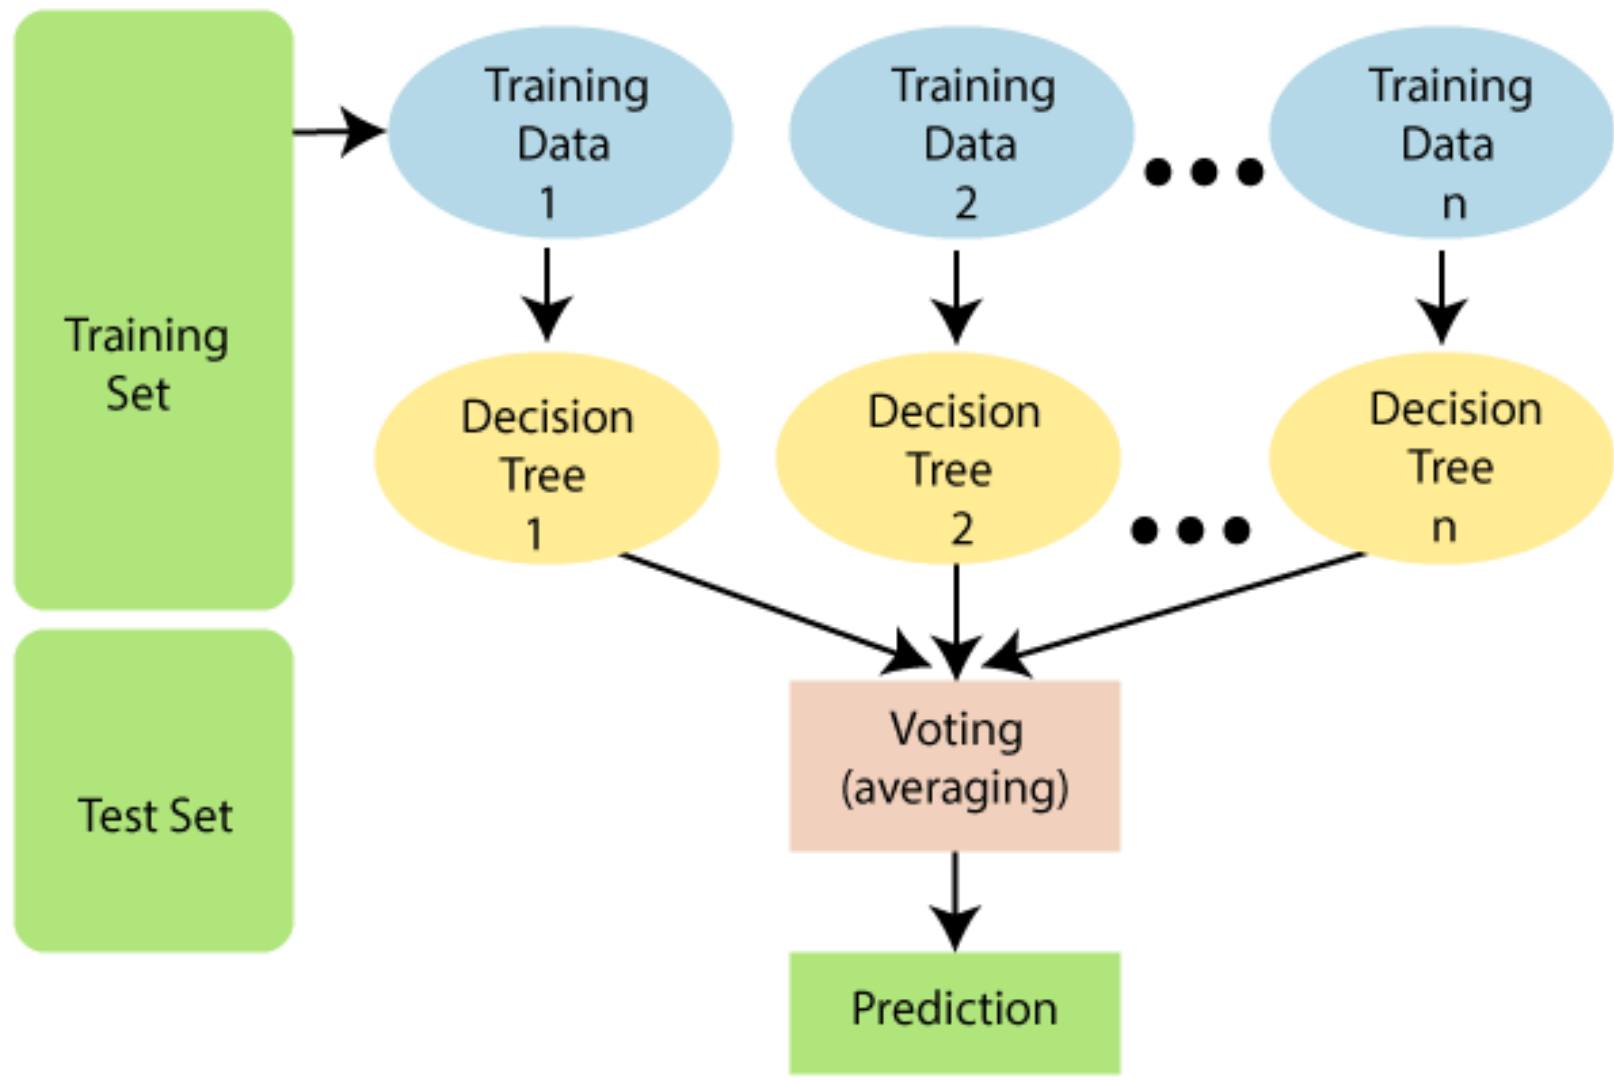 Training
Set
Test Set
Training
Data
1
Training
Data
2
Training
Data
n
Decision
Tree
1
Decision
Tree
2
Decision
Tree
n
Voting
(averaging)
Prediction